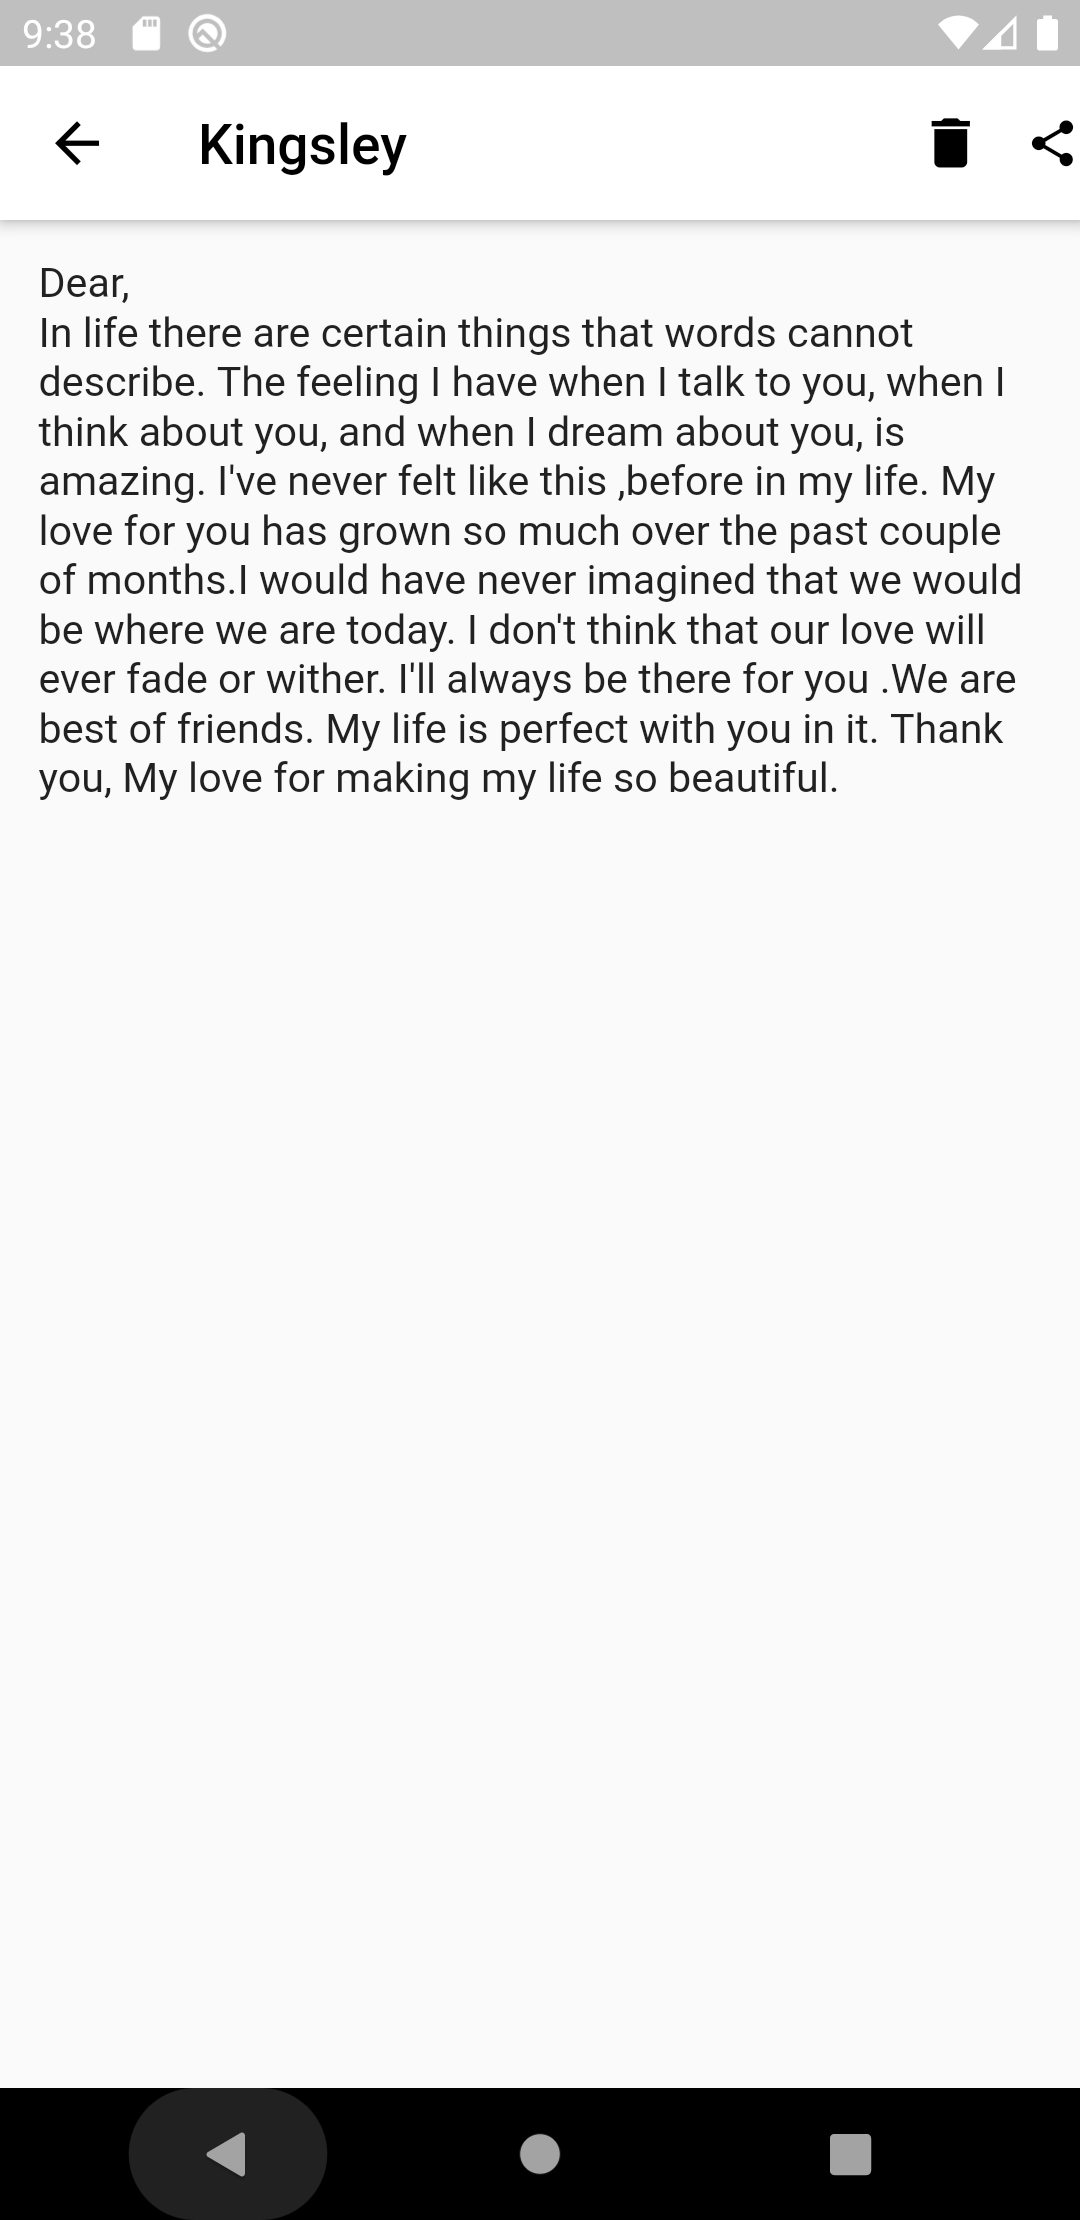 9:38
Kingsley
Dear,
In life there are certain things that words cannot
describe. The feeling I have when I talk to you, when I
think about you, and when I dream about you, is
amazing. I've never felt like this ,before in my life. My
love for you has grown so much over the past couple
of months.I would have never imagined that we would
be where we are today. I don't think that our love will
ever fade or wither. I'll always be there for you .We are
best of friends. My life is perfect with you in it. Thank
you, My love for making my life so beautiful.